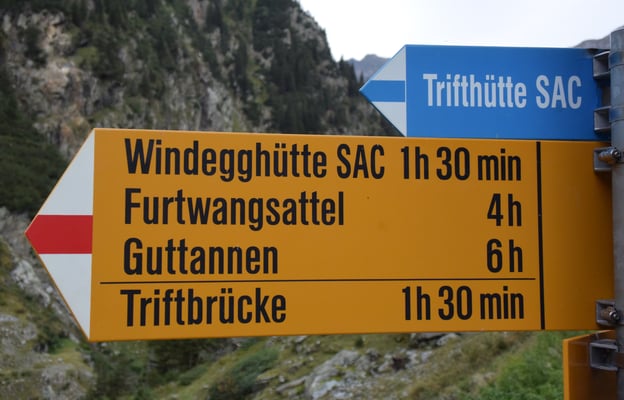 Trifthütte SAC
Windegghütte SAC 1h 30 min
Furtwangsattel 4h
Guttannen 6h
Triftbrücke 1h 30 min